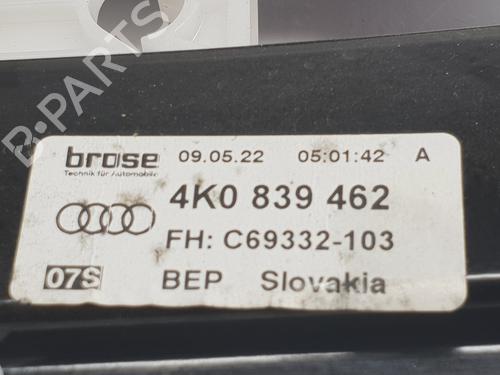 B-PARTS
brose 09.05.22 05:01:42 A
Technik für Automobile
4K0 839 462
FH: C69332-103
07S BEP Slovakia